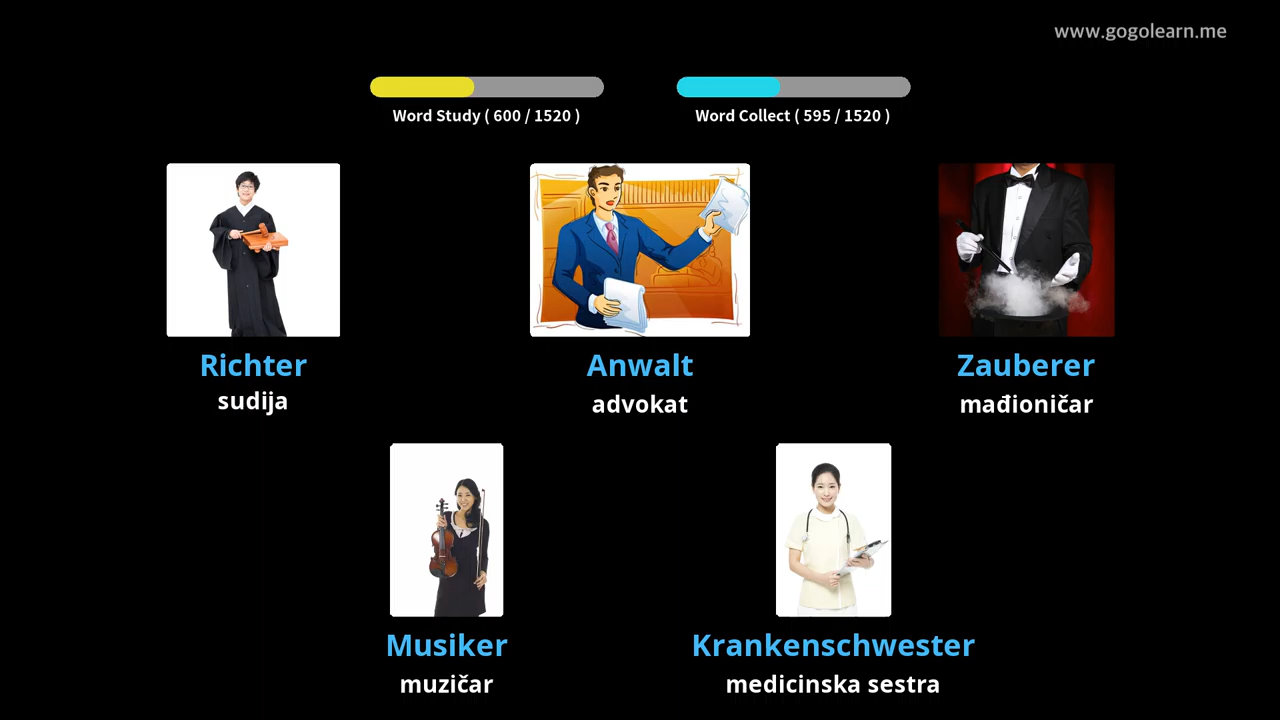 www.gogolearn.me
Word Study ( 600 / 1520 )
Word Collect ( 595 / 1520 )
Richter
sudija
Anwalt
advokat
Zauberer
mađioničar
Musiker
muzičar
Krankenschwester
medicinska sestra